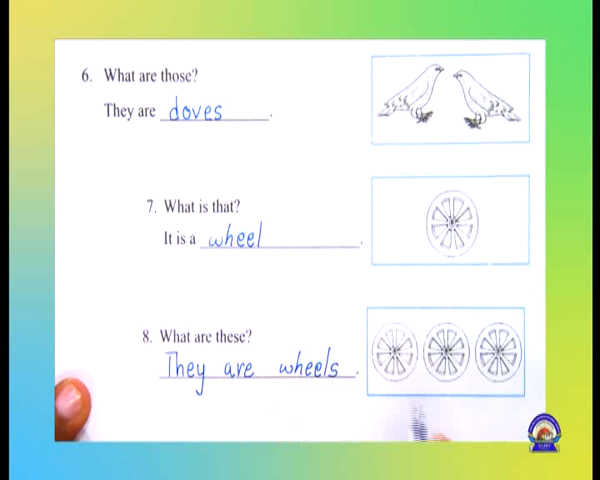 6. What are those?
They are doves.
7. What is that?
It is a wheel.
8. What are these?
They are wheels.